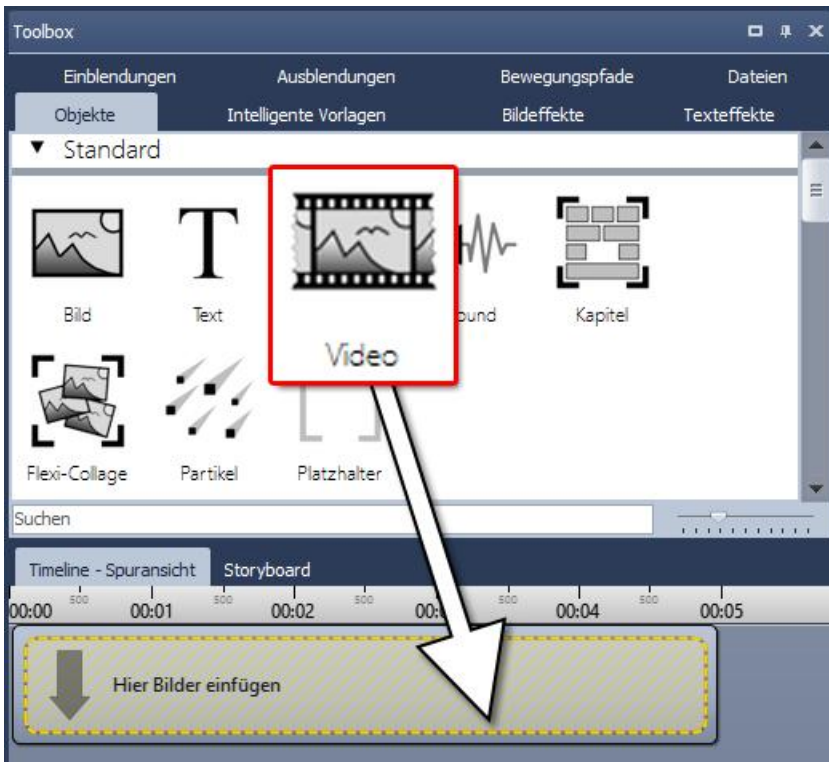 Toolbox
Einblendungen Ausblendungen Bewegungspfade Dateien
Objekte Intelligente Vorlagen Bildeffekte Texteffekte
Standard
Bild Text Video ound Kapitel
Flexi-Collage Partikel Platzhalter
Suchen
Timeline - Spuransicht Storyboard
00:00 500 00:01 500 00:02 500 00: 500 00:04 500 00:05
Hier Bilder einfügen